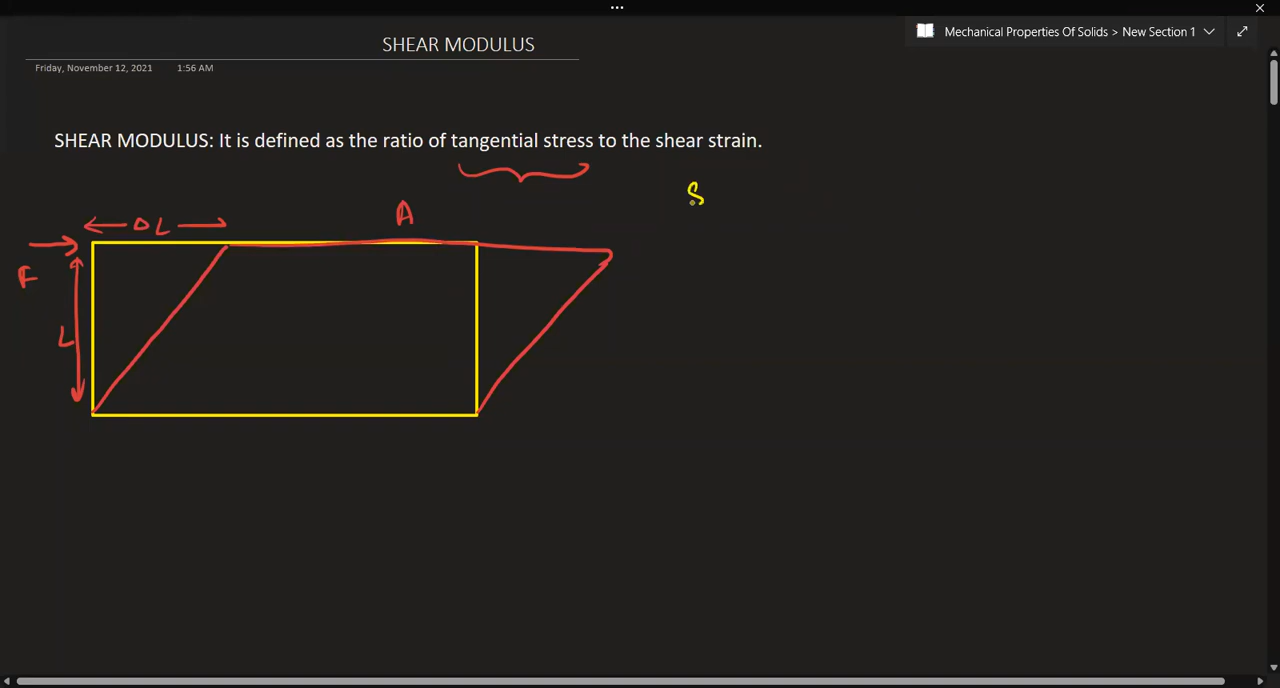 ...
SHEAR MODULUS
Mechanical Properties Of Solids > New Section 1
Friday, November 12, 2021 1:56 AM
SHEAR MODULUS: It is defined as the ratio of tangential stress to the shear strain.
S
A
ΔL
F
L